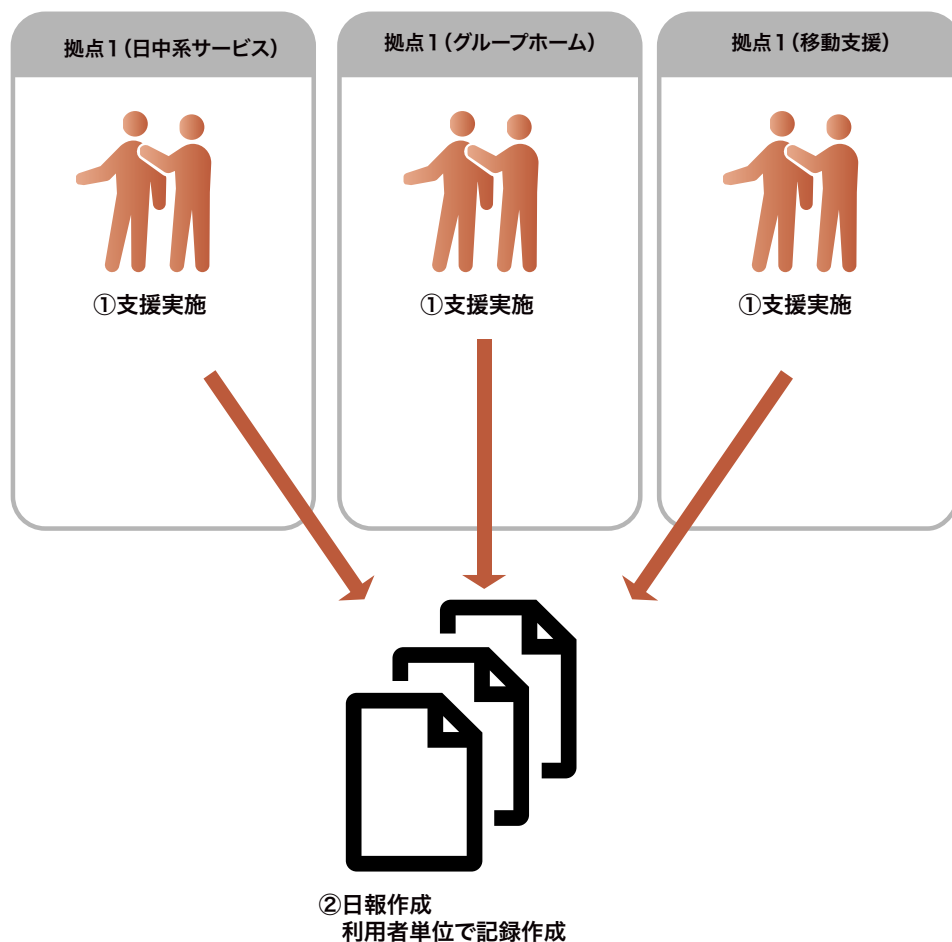 拠点1（日中系サービス）
拠点1（グループホーム）
拠点1（移動支援）
①支援実施
①支援実施
①支援実施
②日報作成
利用者単位で記録作成